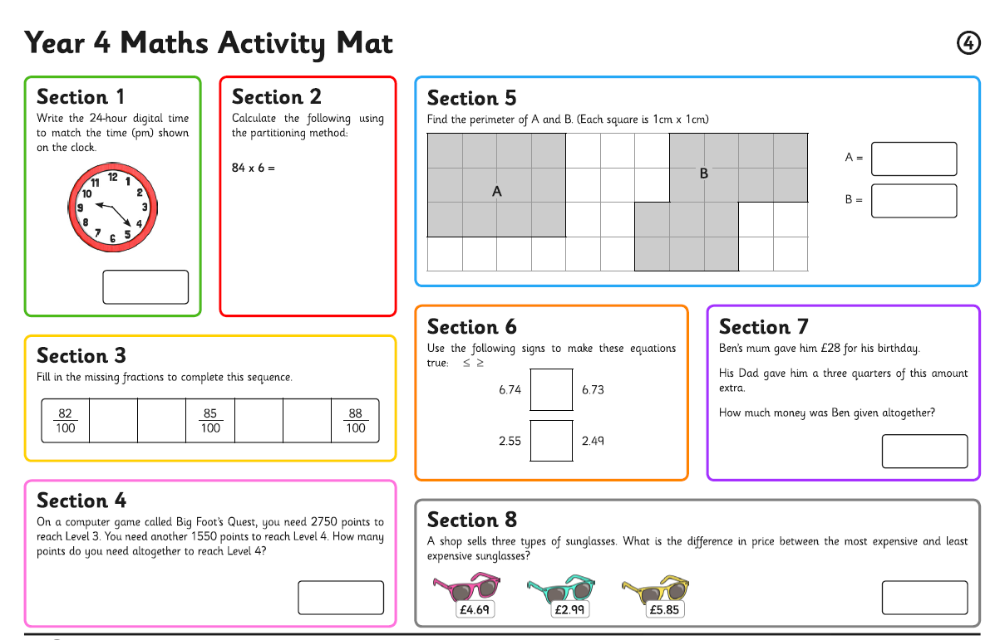 Year 4 Maths Activity Mat
4
Section 1
Write the 24-hour digital time
to match the time (pm) shown
on the clock.
12
11 1
10 2
9 3
8 4
7 5
6
Section 2
Calculate the following using
the partitioning method:
84 x 6 =
Section 3
Fill in the missing fractions to complete this sequence.
82 85 88
100 100 100
Section 4
On a computer game called Big Foot's Quest, you need 2750 points to
reach Level 3. You need another 1550 points to reach Level 4. How many
points do you need altogether to reach Level 4?
Section 5
Find the perimeter of A and B. (Each square is 1cm x 1cm)
A
B
A =
B =
Section 6
Use the following signs to make these equations
true: ≤ ≥
6.74 6.73
2.55 2.49
Section 7
Ben's mum gave him £28 for his birthday.
His Dad gave him a three quarters of this amount
extra.
How much money was Ben given altogether?
Section 8
A shop sells three types of sunglasses. What is the difference in price between the most expensive and least
expensive sunglasses?
£4.69 £2.99 £5.85